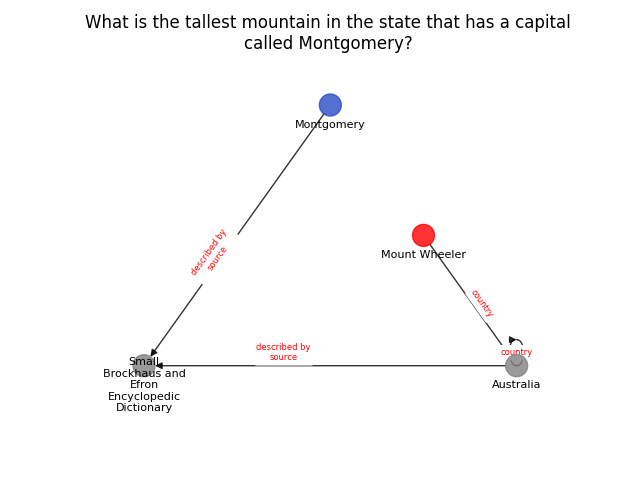 What is the tallest mountain in the state that has a capital
called Montgomery?
Montgomery
described by
source
Mount Wheeler
country
described by
source
country
Small
Brockhaus and
Efron
Encyclopedic
Dictionary
Australia